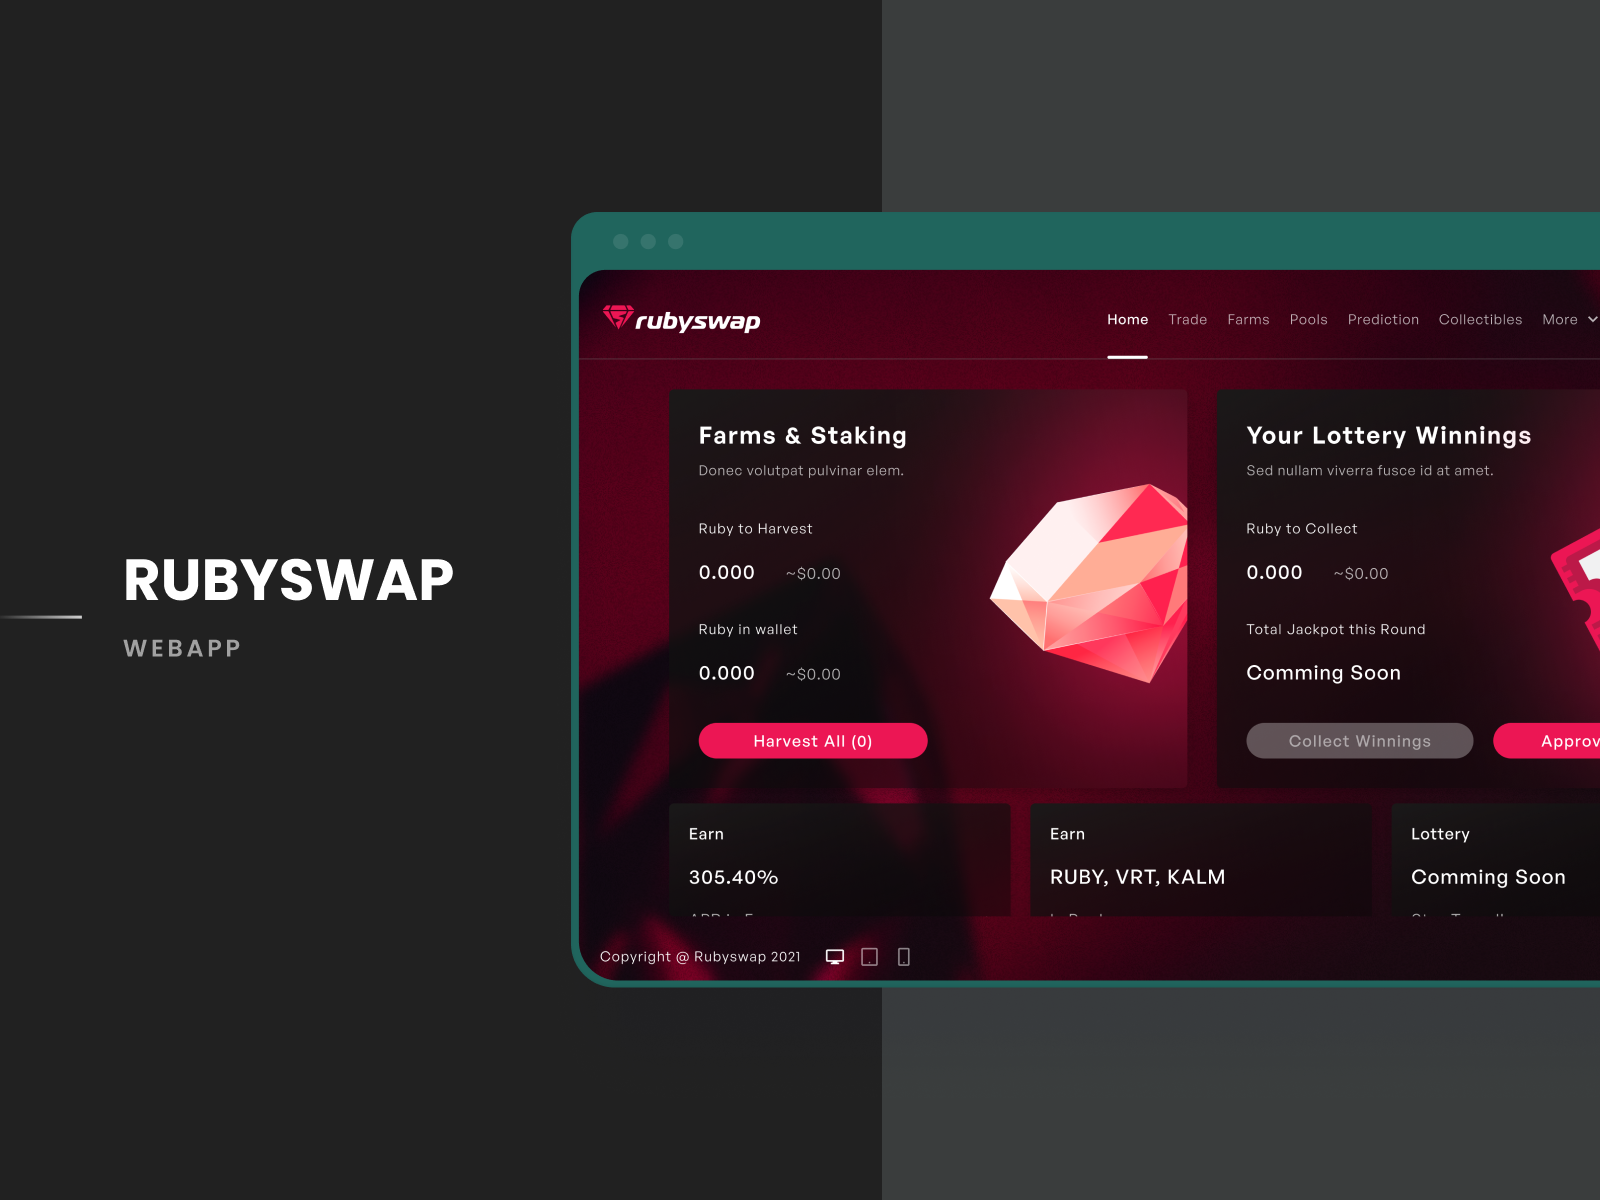 RUBYSWAP
WEBAPP
rubyswap
Home Trade Farms Pools Prediction Collectibles More
Farms & Staking
Donec volutpat pulvinar elem.
Ruby to Harvest
0.000 ~$0.00
Ruby in wallet
0.000 ~$0.00
Harvest All (0)
Your Lottery Winnings
Sed nullam viverra fusce id at amet.
Ruby to Collect
0.000 ~$0.00
Total Jackpot this Round
Comming Soon
Collect Winnings
Approv
Earn
305.40%
Earn
RUBY, VRT, KALM
Lottery
Comming Soon
Copyright @ Rubyswap 2021